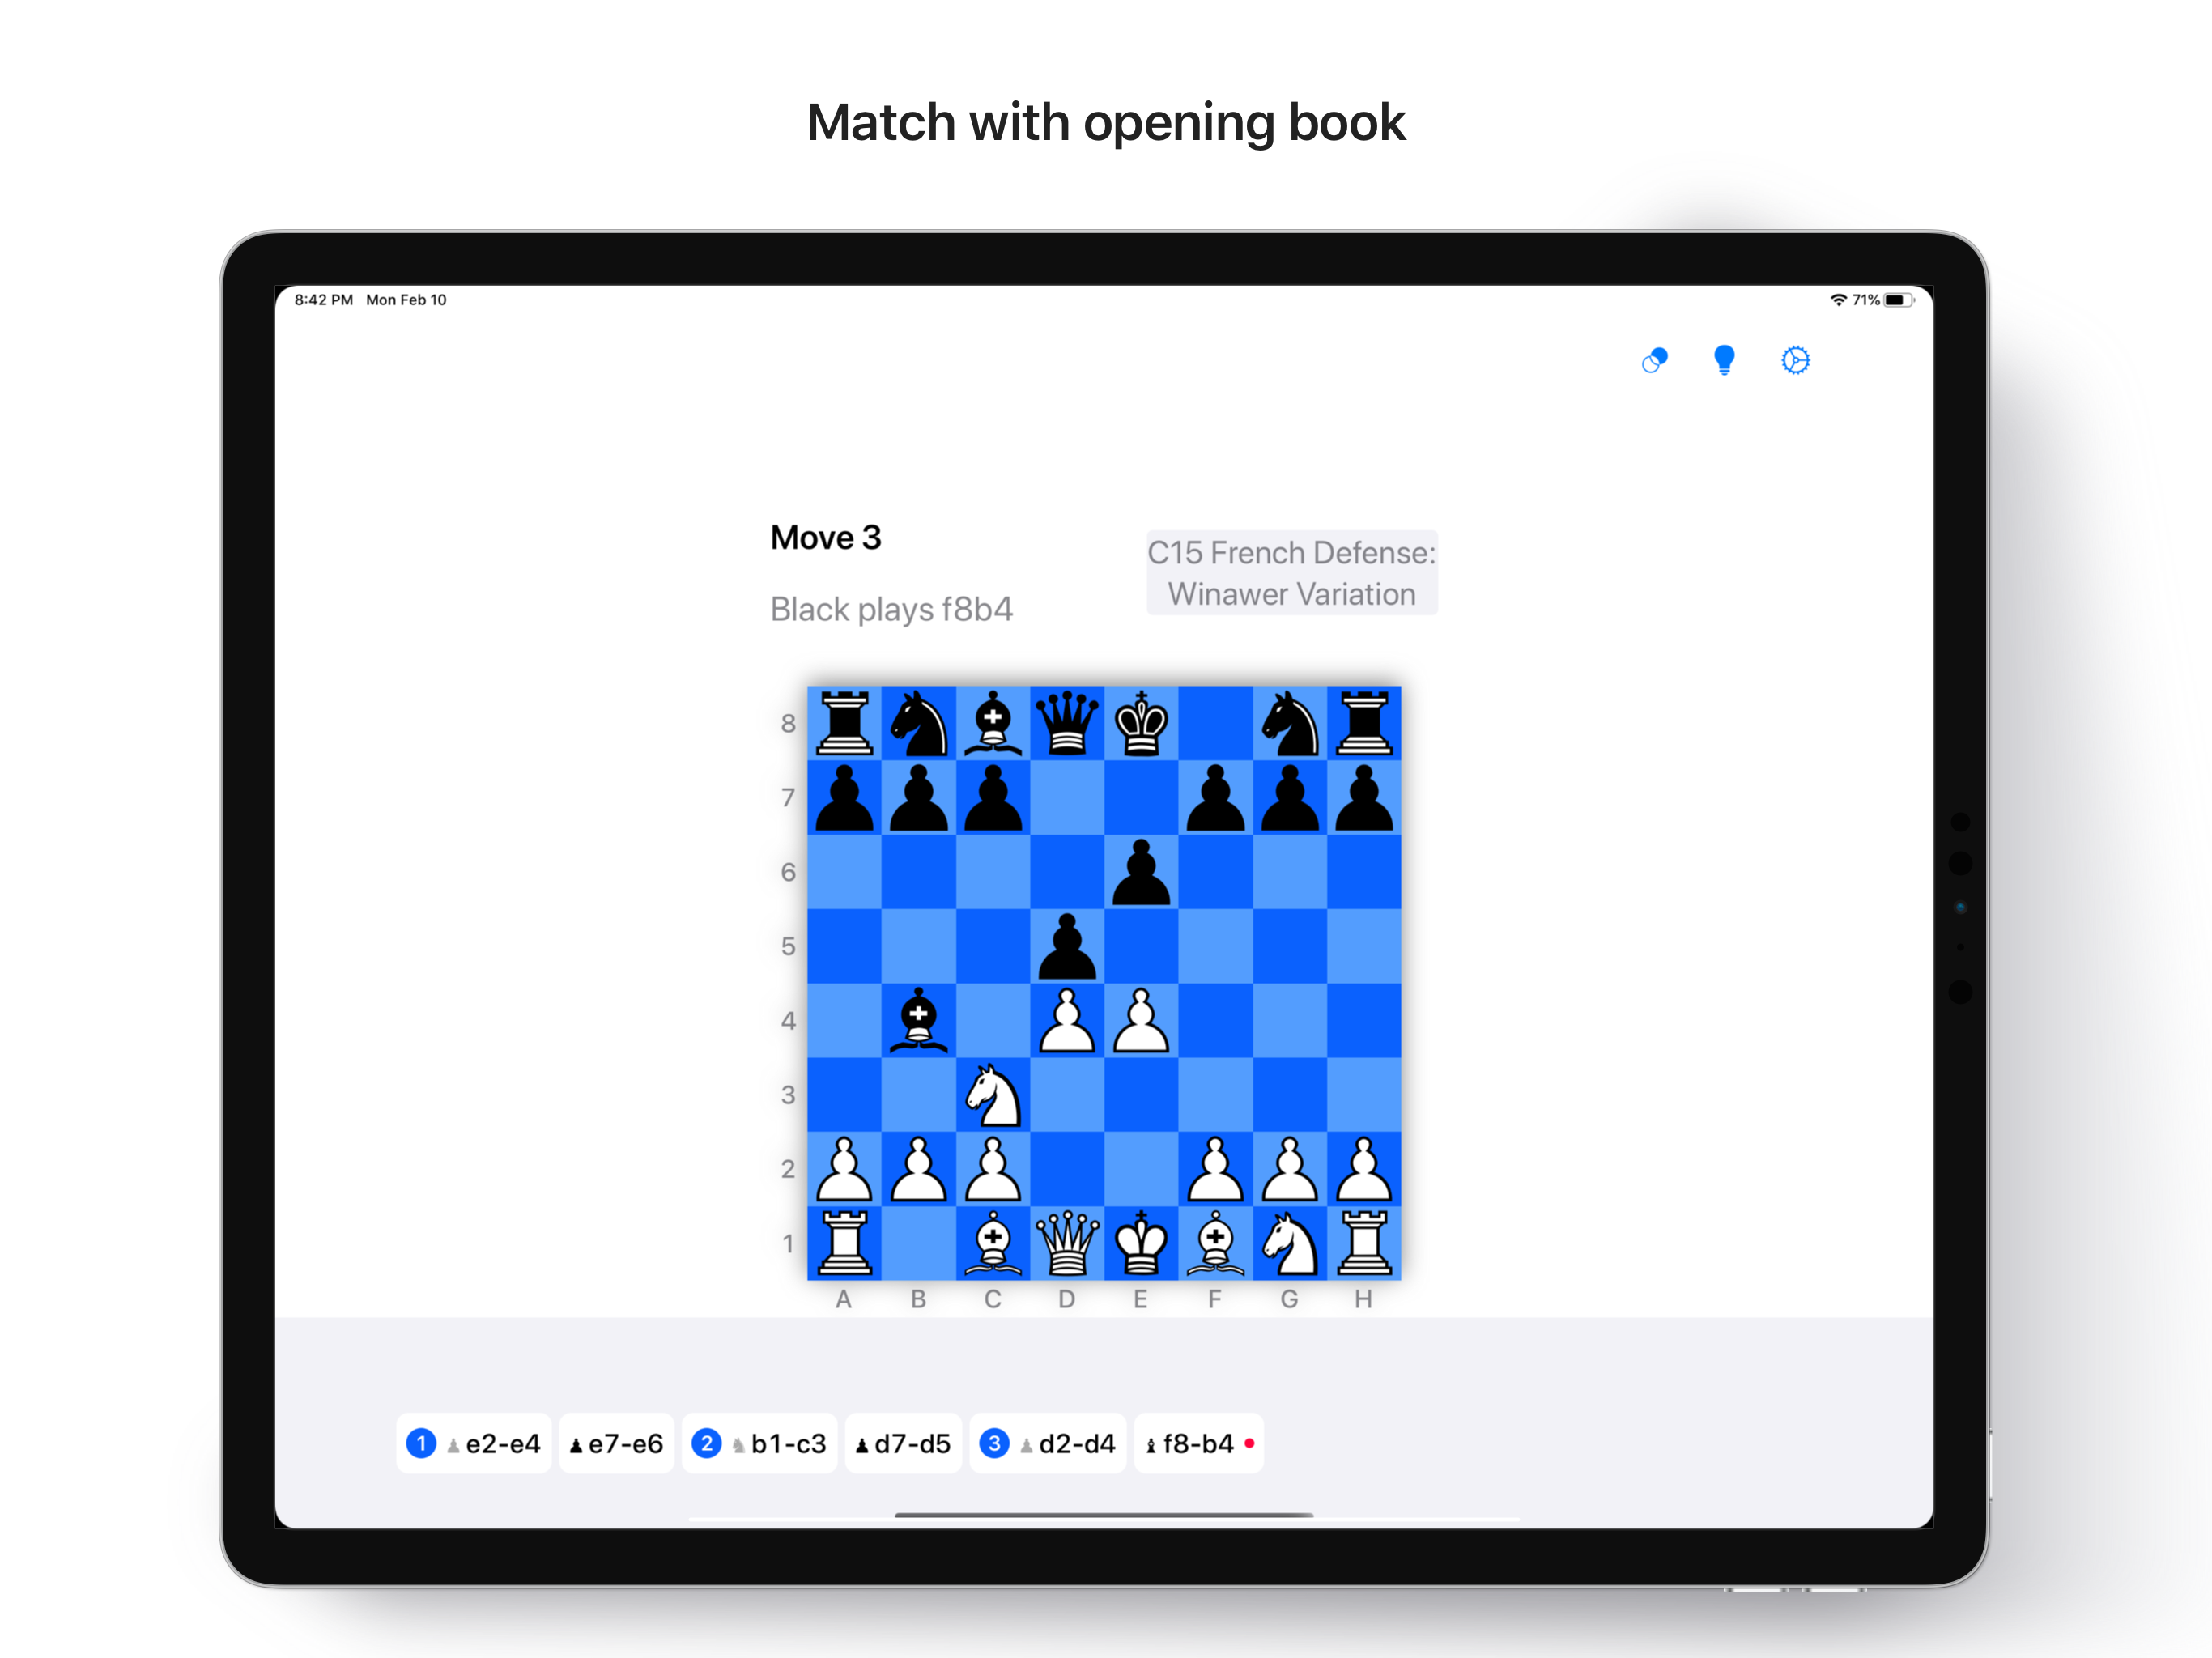 Match with opening book
8:42 PM Mon Feb 10
71%
Move 3
C15 French Defense:
Winawer Variation
Black plays f8b4
8
7
6
5
4
3
2
1
A B C D E F G H
1 e2-e4 e7-e6 2 b1-c3 d7-d5 3 d2-d4 f8-b4